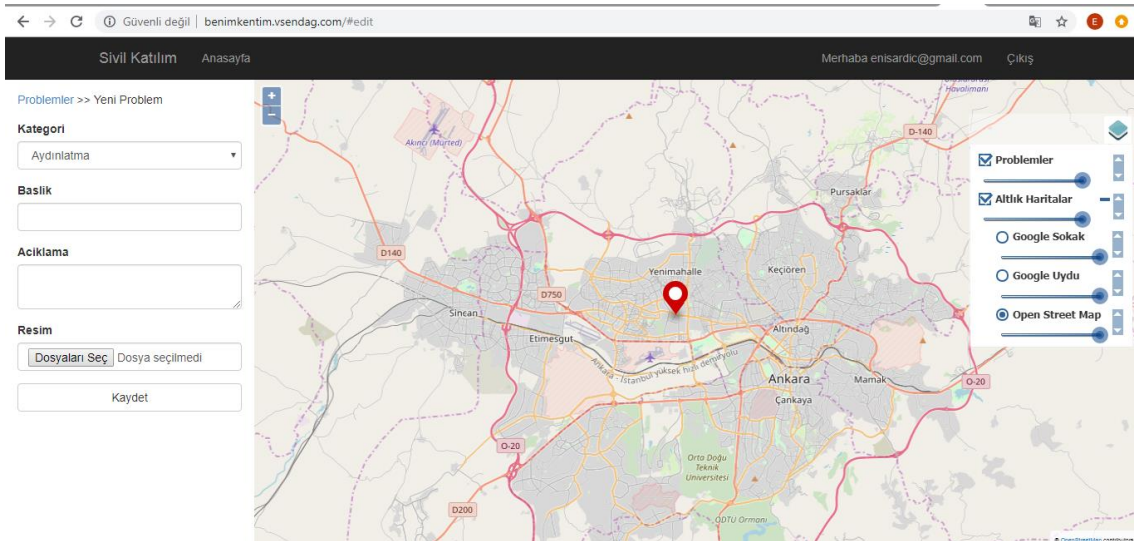 Güvenli değil | benimkentim.vsendag.com/#edit
E
Sivil Katılım Anasayfa Merhaba enisardic@gmail.com Çıkış
Problemler >> Yeni Problem
Kategori
Aydınlatma
Baslik
Aciklama
Resim
Dosyaları Seç Dosya seçilmedi
Kaydet
+
−
Havalimanı
Akıncı (Mürted)
D-140
Pursaklar
D140
Yenimahalle
Keçiören
D750
Sincan
Etimesgut
Altındağ
Ankara - İstanbul yüksek hızlı demiryolu
Ankara
Mamak
O-20
Çankaya
O-20
Orta Doğu
Teknik
Üniversitesi
D200
ODTÜ Ormanı
Problemler
Altlık Haritalar
Google Sokak
Google Uydu
Open Street Map
© OpenStreetMap contributors